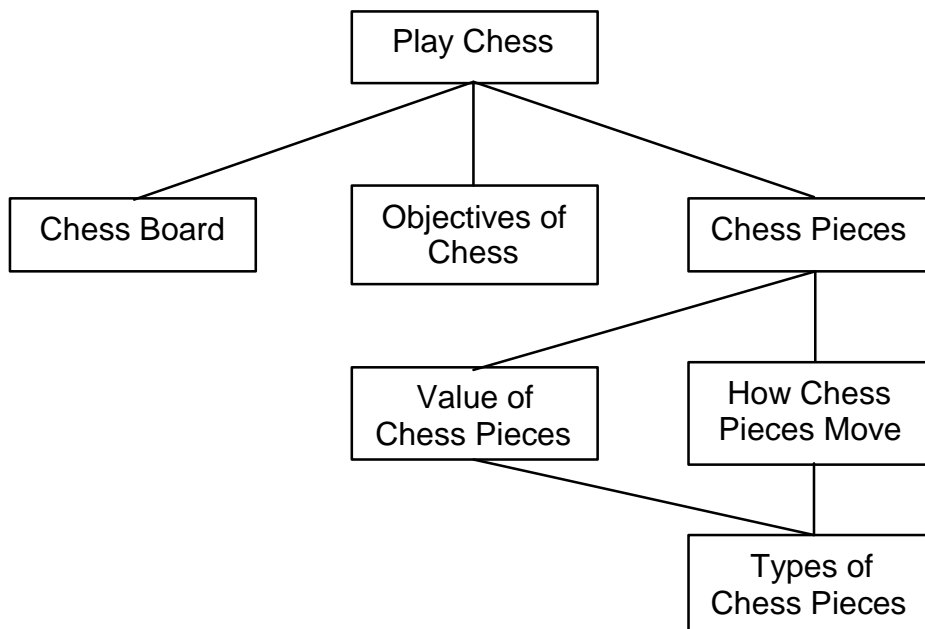 Play Chess
Chess Board
Objectives of
Chess
Chess Pieces
Value of
Chess Pieces
How Chess
Pieces Move
Types of
Chess Pieces